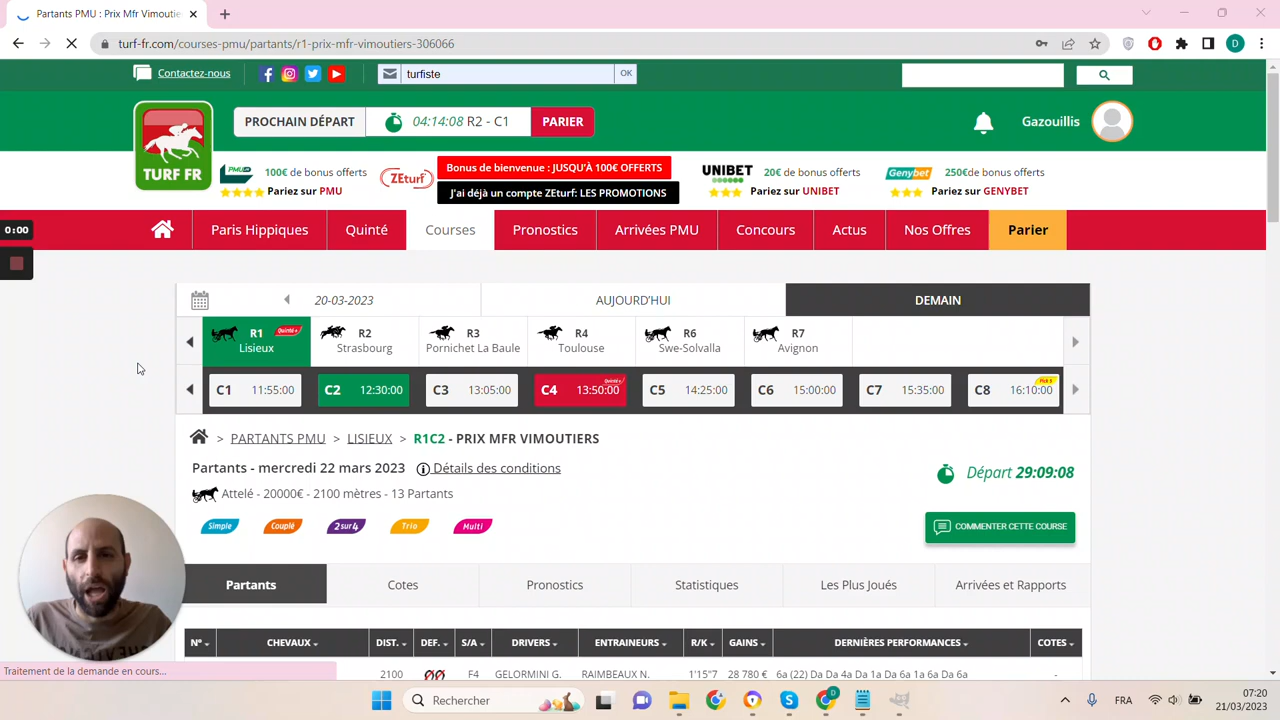 Partants PMU : Prix Mfr Vimoutie
turf-fr.com/courses-pmu/partants/r1-prix-mfr-vimoutiers-306066
Contactez-nous
turfiste
OK
TURF FR
PROCHAIN DÉPART
04:14:08 R2 - C1
PARIER
Gazouillis
PMU
100€ de bonus offerts
Pariez sur PMU
ZEturf
Bonus de bienvenue : JUSQU'À 100€ OFFERTS
J'ai déjà un compte ZEturf: LES PROMOTIONS
UNIBET
20€ de bonus offerts
Pariez sur UNIBET
Genybet
250€de bonus offerts
Pariez sur GENYBET
0:00
Paris Hippiques
Quinté
Courses
Pronostics
Arrivées PMU
Concours
Actus
Nos Offres
Parier
20-03-2023
AUJOURD'HUI
DEMAIN
R1 Quinté+
Lisieux
R2
Strasbourg
R3
Pornichet La Baule
R4
Toulouse
R6
Swe-Solvalla
R7
Avignon
C1 11:55:00
C2 12:30:00
C3 13:05:00
C4 13:50:00 Quinté+
C5 14:25:00
C6 15:00:00
C7 15:35:00
C8 16:10:00 Pick 5
> PARTANTS PMU > LISIEUX > R1C2 - PRIX MFR VIMOUTIERS
Partants - mercredi 22 mars 2023 Détails des conditions
Départ 29:09:08
Attelé - 20000€ - 2100 mètres - 13 Partants
Simple
Couplé
2sur4
Trio
Multi
COMMENTER CETTE COURSE
Partants
Cotes
Pronostics
Statistiques
Les Plus Joués
Arrivées et Rapports
N° CHEVAUX DIST. DEF. S/A DRIVERS ENTRAINEURS R/K GAINS DERNIÈRES PERFORMANCES COTES
2100 F4 GELORMINI G. RAIMBEAUX N. 1'15"7 28 780 € 6a (22) Da Da 4a Da 1a Da 6a 1a 6a Da 6a -
Traitement de la demande en cours...
Rechercher
FRA
07:20
21/03/2023